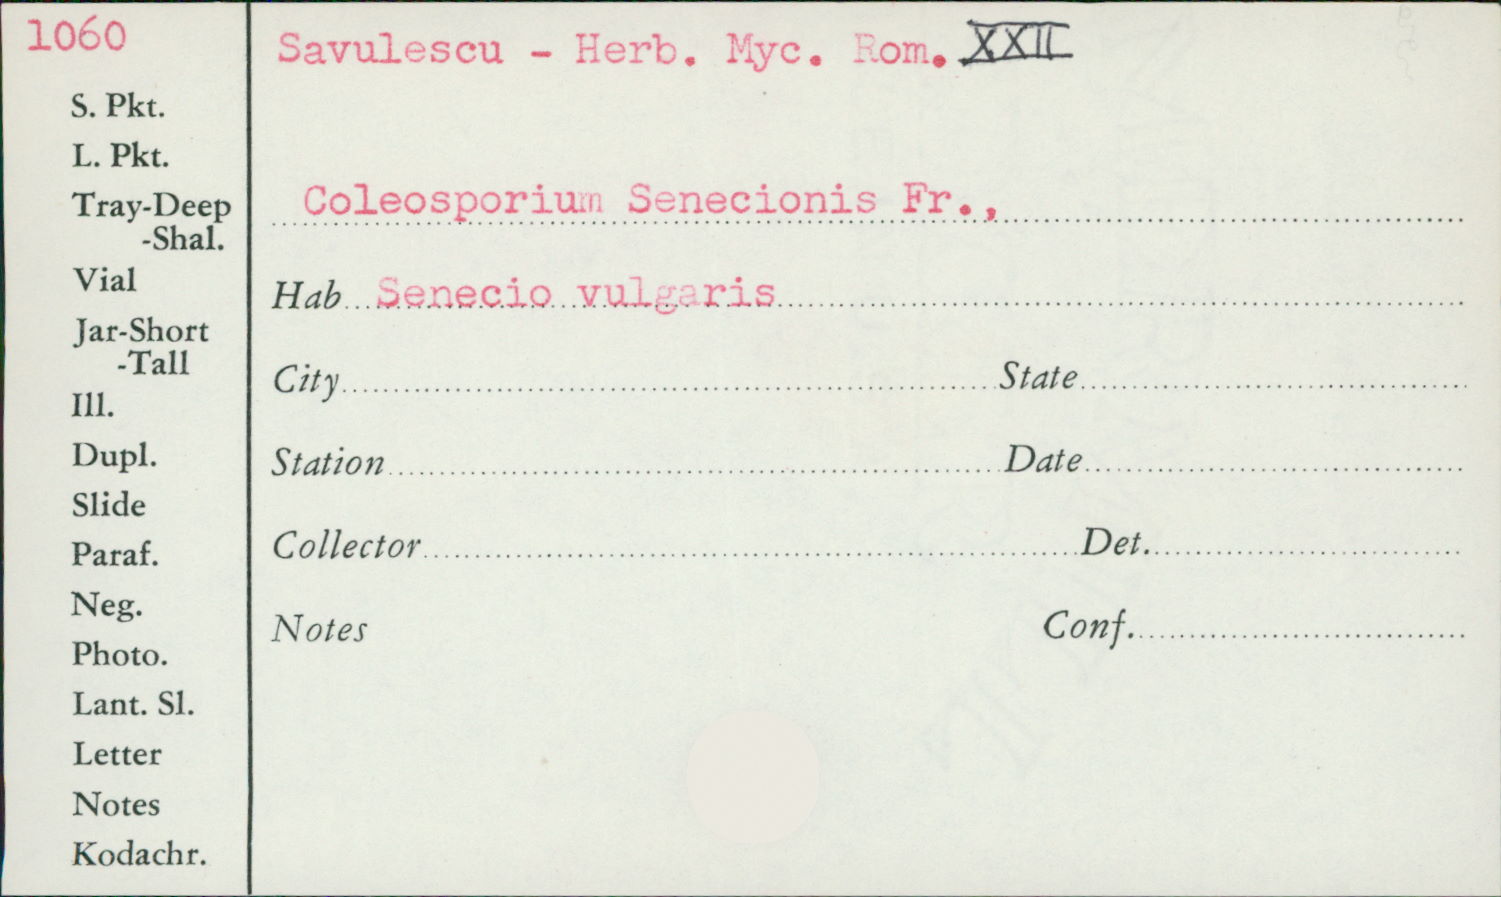 1060
Savulescu - Herb. Myc. Rom. XXII
S. Pkt.
L. Pkt.
Tray-Deep
-Shal.
Vial
Jar-Short
-Tall
Ill.
Dupl.
Slide
Paraf.
Neg.
Photo.
Lant. Sl.
Letter
Notes
Kodachr.
Coleosporium Senecionis Fr.,
Hab Senecio vulgaris
City State
Station Date
Collector Det.
Notes Conf.